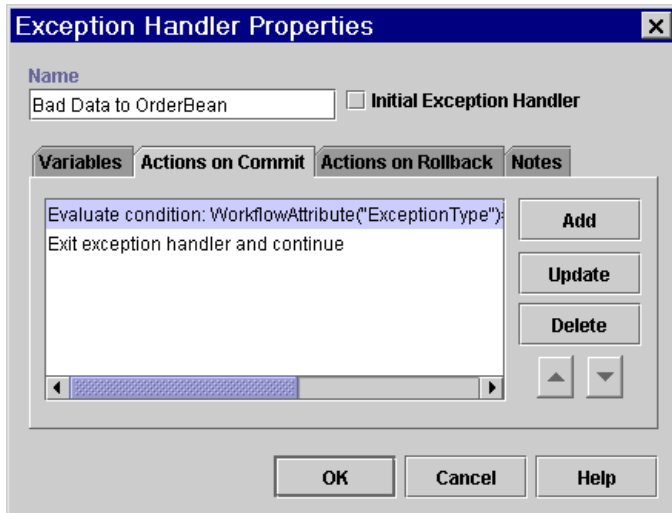 Exception Handler Properties
Name
Bad Data to OrderBean
Initial Exception Handler
Variables Actions on Commit Actions on Rollback Notes
Evaluate condition: WorkflowAttribute("ExceptionType")=
Add
Exit exception handler and continue
Update
Delete
OK Cancel Help